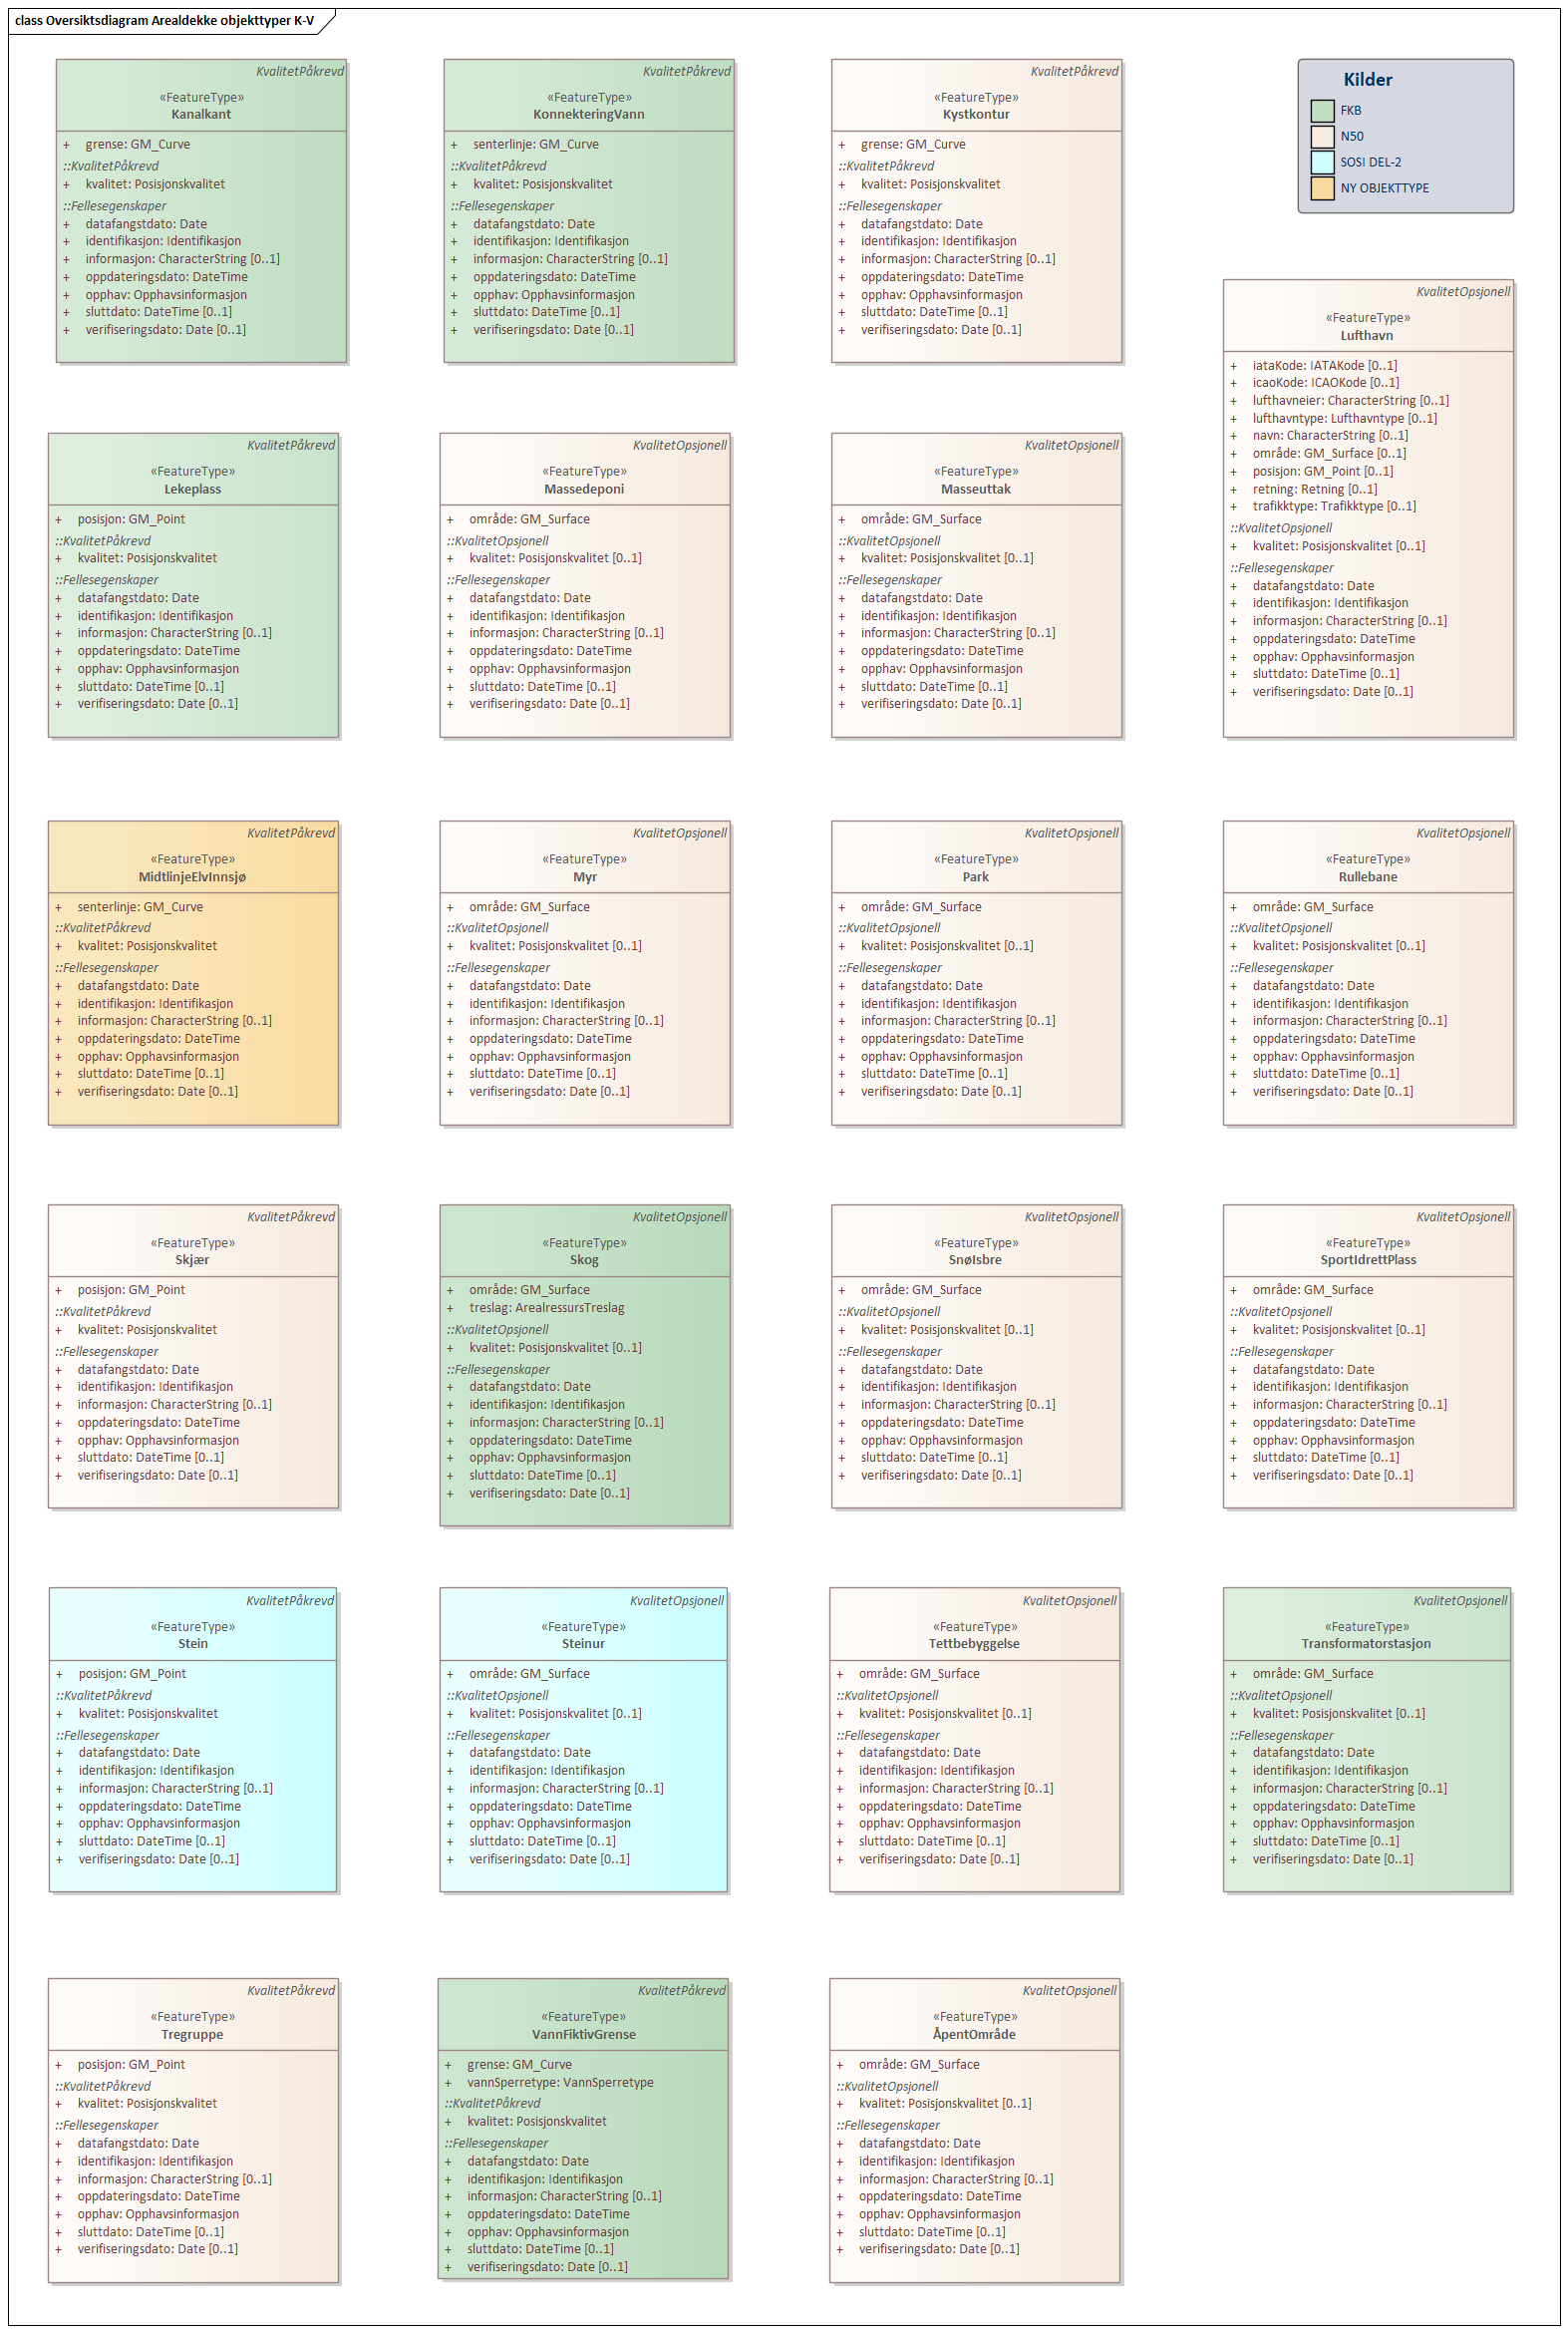 class Oversiktsdiagram Arealdekke objekttyper K-V
KvalitetPåkrevd
«FeatureType»
Kanalkant
+ grense: GM_Curve
::KvalitetPåkrevd
+ kvalitet: Posisjonskvalitet
::Fellesegenskaper
+ datafangstdato: Date
+ identifikasjon: Identifikasjon
+ informasjon: CharacterString [0..1]
+ oppdateringsdato: DateTime
+ opphav: Opphavsinformasjon
+ sluttdato: DateTime [0..1]
+ verifiseringsdato: Date [0..1]
KvalitetPåkrevd
«FeatureType»
KonnekteringVann
+ senterlinje: GM_Curve
::KvalitetPåkrevd
+ kvalitet: Posisjonskvalitet
::Fellesegenskaper
+ datafangstdato: Date
+ identifikasjon: Identifikasjon
+ informasjon: CharacterString [0..1]
+ oppdateringsdato: DateTime
+ opphav: Opphavsinformasjon
+ sluttdato: DateTime [0..1]
+ verifiseringsdato: Date [0..1]
KvalitetPåkrevd
«FeatureType»
Kystkontur
+ grense: GM_Curve
::KvalitetPåkrevd
+ kvalitet: Posisjonskvalitet
::Fellesegenskaper
+ datafangstdato: Date
+ identifikasjon: Identifikasjon
+ informasjon: CharacterString [0..1]
+ oppdateringsdato: DateTime
+ opphav: Opphavsinformasjon
+ sluttdato: DateTime [0..1]
+ verifiseringsdato: Date [0..1]
Kilder
FKB
N50
SOSI DEL-2
NY OBJEKTTYPE
KvalitetOpsjonell
«FeatureType»
Lufthavn
+ iataKode: IATAKode [0..1]
+ icaoKode: ICAOKode [0..1]
+ lufthavneier: CharacterString [0..1]
+ lufthavntype: Lufthavntype [0..1]
+ navn: CharacterString [0..1]
+ område: GM_Surface [0..1]
+ posisjon: GM_Point [0..1]
+ retning: Retning [0..1]
+ trafikktype: Trafikktype [0..1]
::KvalitetOpsjonell
+ kvalitet: Posisjonskvalitet [0..1]
::Fellesegenskaper
+ datafangstdato: Date
+ identifikasjon: Identifikasjon
+ informasjon: CharacterString [0..1]
+ oppdateringsdato: DateTime
+ opphav: Opphavsinformasjon
+ sluttdato: DateTime [0..1]
+ verifiseringsdato: Date [0..1]
KvalitetPåkrevd
«FeatureType»
Lekeplass
+ posisjon: GM_Point
::KvalitetPåkrevd
+ kvalitet: Posisjonskvalitet
::Fellesegenskaper
+ datafangstdato: Date
+ identifikasjon: Identifikasjon
+ informasjon: CharacterString [0..1]
+ oppdateringsdato: DateTime
+ opphav: Opphavsinformasjon
+ sluttdato: DateTime [0..1]
+ verifiseringsdato: Date [0..1]
KvalitetOpsjonell
«FeatureType»
Massedeponi
+ område: GM_Surface
::KvalitetOpsjonell
+ kvalitet: Posisjonskvalitet [0..1]
::Fellesegenskaper
+ datafangstdato: Date
+ identifikasjon: Identifikasjon
+ informasjon: CharacterString [0..1]
+ oppdateringsdato: DateTime
+ opphav: Opphavsinformasjon
+ sluttdato: DateTime [0..1]
+ verifiseringsdato: Date [0..1]
KvalitetOpsjonell
«FeatureType»
Masseuttak
+ område: GM_Surface
::KvalitetOpsjonell
+ kvalitet: Posisjonskvalitet [0..1]
::Fellesegenskaper
+ datafangstdato: Date
+ identifikasjon: Identifikasjon
+ informasjon: CharacterString [0..1]
+ oppdateringsdato: DateTime
+ opphav: Opphavsinformasjon
+ sluttdato: DateTime [0..1]
+ verifiseringsdato: Date [0..1]
KvalitetPåkrevd
«FeatureType»
MidtlinjeElvInnsjø
+ senterlinje: GM_Curve
::KvalitetPåkrevd
+ kvalitet: Posisjonskvalitet
::Fellesegenskaper
+ datafangstdato: Date
+ identifikasjon: Identifikasjon
+ informasjon: CharacterString [0..1]
+ oppdateringsdato: DateTime
+ opphav: Opphavsinformasjon
+ sluttdato: DateTime [0..1]
+ verifiseringsdato: Date [0..1]
KvalitetOpsjonell
«FeatureType»
Myr
+ område: GM_Surface
::KvalitetOpsjonell
+ kvalitet: Posisjonskvalitet [0..1]
::Fellesegenskaper
+ datafangstdato: Date
+ identifikasjon: Identifikasjon
+ informasjon: CharacterString [0..1]
+ oppdateringsdato: DateTime
+ opphav: Opphavsinformasjon
+ sluttdato: DateTime [0..1]
+ verifiseringsdato: Date [0..1]
KvalitetOpsjonell
«FeatureType»
Park
+ område: GM_Surface
::KvalitetOpsjonell
+ kvalitet: Posisjonskvalitet [0..1]
::Fellesegenskaper
+ datafangstdato: Date
+ identifikasjon: Identifikasjon
+ informasjon: CharacterString [0..1]
+ oppdateringsdato: DateTime
+ opphav: Opphavsinformasjon
+ sluttdato: DateTime [0..1]
+ verifiseringsdato: Date [0..1]
KvalitetOpsjonell
«FeatureType»
Rullebane
+ område: GM_Surface
::KvalitetOpsjonell
+ kvalitet: Posisjonskvalitet [0..1]
::Fellesegenskaper
+ datafangstdato: Date
+ identifikasjon: Identifikasjon
+ informasjon: CharacterString [0..1]
+ oppdateringsdato: DateTime
+ opphav: Opphavsinformasjon
+ sluttdato: DateTime [0..1]
+ verifiseringsdato: Date [0..1]
KvalitetPåkrevd
«FeatureType»
Skjær
+ posisjon: GM_Point
::KvalitetPåkrevd
+ kvalitet: Posisjonskvalitet
::Fellesegenskaper
+ datafangstdato: Date
+ identifikasjon: Identifikasjon
+ informasjon: CharacterString [0..1]
+ oppdateringsdato: DateTime
+ opphav: Opphavsinformasjon
+ sluttdato: DateTime [0..1]
+ verifiseringsdato: Date [0..1]
KvalitetOpsjonell
«FeatureType»
Skog
+ område: GM_Surface
+ treslag: ArealressursTreslag
::KvalitetOpsjonell
+ kvalitet: Posisjonskvalitet [0..1]
::Fellesegenskaper
+ datafangstdato: Date
+ identifikasjon: Identifikasjon
+ informasjon: CharacterString [0..1]
+ oppdateringsdato: DateTime
+ opphav: Opphavsinformasjon
+ sluttdato: DateTime [0..1]
+ verifiseringsdato: Date [0..1]
KvalitetOpsjonell
«FeatureType»
SnøIsbre
+ område: GM_Surface
::KvalitetOpsjonell
+ kvalitet: Posisjonskvalitet [0..1]
::Fellesegenskaper
+ datafangstdato: Date
+ identifikasjon: Identifikasjon
+ informasjon: CharacterString [0..1]
+ oppdateringsdato: DateTime
+ opphav: Opphavsinformasjon
+ sluttdato: DateTime [0..1]
+ verifiseringsdato: Date [0..1]
KvalitetOpsjonell
«FeatureType»
SportIdrettPlass
+ område: GM_Surface
::KvalitetOpsjonell
+ kvalitet: Posisjonskvalitet [0..1]
::Fellesegenskaper
+ datafangstdato: Date
+ identifikasjon: Identifikasjon
+ informasjon: CharacterString [0..1]
+ oppdateringsdato: DateTime
+ opphav: Opphavsinformasjon
+ sluttdato: DateTime [0..1]
+ verifiseringsdato: Date [0..1]
KvalitetPåkrevd
«FeatureType»
Stein
+ posisjon: GM_Point
::KvalitetPåkrevd
+ kvalitet: Posisjonskvalitet
::Fellesegenskaper
+ datafangstdato: Date
+ identifikasjon: Identifikasjon
+ informasjon: CharacterString [0..1]
+ oppdateringsdato: DateTime
+ opphav: Opphavsinformasjon
+ sluttdato: DateTime [0..1]
+ verifiseringsdato: Date [0..1]
KvalitetOpsjonell
«FeatureType»
Steinur
+ område: GM_Surface
::KvalitetOpsjonell
+ kvalitet: Posisjonskvalitet [0..1]
::Fellesegenskaper
+ datafangstdato: Date
+ identifikasjon: Identifikasjon
+ informasjon: CharacterString [0..1]
+ oppdateringsdato: DateTime
+ opphav: Opphavsinformasjon
+ sluttdato: DateTime [0..1]
+ verifiseringsdato: Date [0..1]
KvalitetOpsjonell
«FeatureType»
Tettbebyggelse
+ område: GM_Surface
::KvalitetOpsjonell
+ kvalitet: Posisjonskvalitet [0..1]
::Fellesegenskaper
+ datafangstdato: Date
+ identifikasjon: Identifikasjon
+ informasjon: CharacterString [0..1]
+ oppdateringsdato: DateTime
+ opphav: Opphavsinformasjon
+ sluttdato: DateTime [0..1]
+ verifiseringsdato: Date [0..1]
KvalitetOpsjonell
«FeatureType»
Transformatorstasjon
+ område: GM_Surface
::KvalitetOpsjonell
+ kvalitet: Posisjonskvalitet [0..1]
::Fellesegenskaper
+ datafangstdato: Date
+ identifikasjon: Identifikasjon
+ informasjon: CharacterString [0..1]
+ oppdateringsdato: DateTime
+ opphav: Opphavsinformasjon
+ sluttdato: DateTime [0..1]
+ verifiseringsdato: Date [0..1]
KvalitetPåkrevd
«FeatureType»
Tregruppe
+ posisjon: GM_Point
::KvalitetPåkrevd
+ kvalitet: Posisjonskvalitet
::Fellesegenskaper
+ datafangstdato: Date
+ identifikasjon: Identifikasjon
+ informasjon: CharacterString [0..1]
+ oppdateringsdato: DateTime
+ opphav: Opphavsinformasjon
+ sluttdato: DateTime [0..1]
+ verifiseringsdato: Date [0..1]
KvalitetPåkrevd
«FeatureType»
VannFiktivGrense
+ grense: GM_Curve
+ vannSperretype: VannSperretype
::KvalitetPåkrevd
+ kvalitet: Posisjonskvalitet
::Fellesegenskaper
+ datafangstdato: Date
+ identifikasjon: Identifikasjon
+ informasjon: CharacterString [0..1]
+ oppdateringsdato: DateTime
+ opphav: Opphavsinformasjon
+ sluttdato: DateTime [0..1]
+ verifiseringsdato: Date [0..1]
KvalitetOpsjonell
«FeatureType»
ÅpentOmråde
+ område: GM_Surface
::KvalitetOpsjonell
+ kvalitet: Posisjonskvalitet [0..1]
::Fellesegenskaper
+ datafangstdato: Date
+ identifikasjon: Identifikasjon
+ informasjon: CharacterString [0..1]
+ oppdateringsdato: DateTime
+ opphav: Opphavsinformasjon
+ sluttdato: DateTime [0..1]
+ verifiseringsdato: Date [0..1]